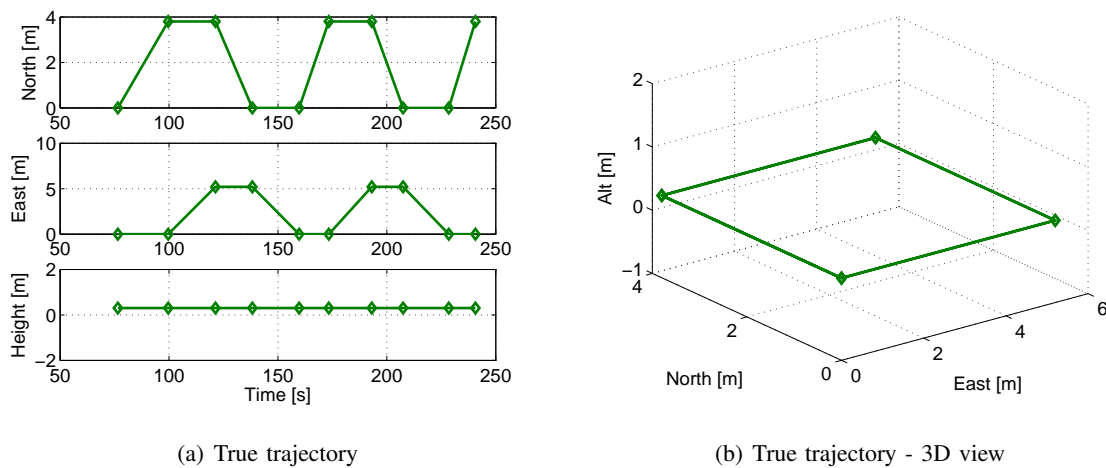 4
2
0
North [m]
50 100 150 200 250
10
5
0
East [m]
50 100 150 200 250
2
0
−2
Height [m]
50 100 150 200 250
Time [s]
(a) True trajectory
2
1
0
−1
Alt [m]
4
2
0
North [m]
0
2
4
6
East [m]
(b) True trajectory - 3D view